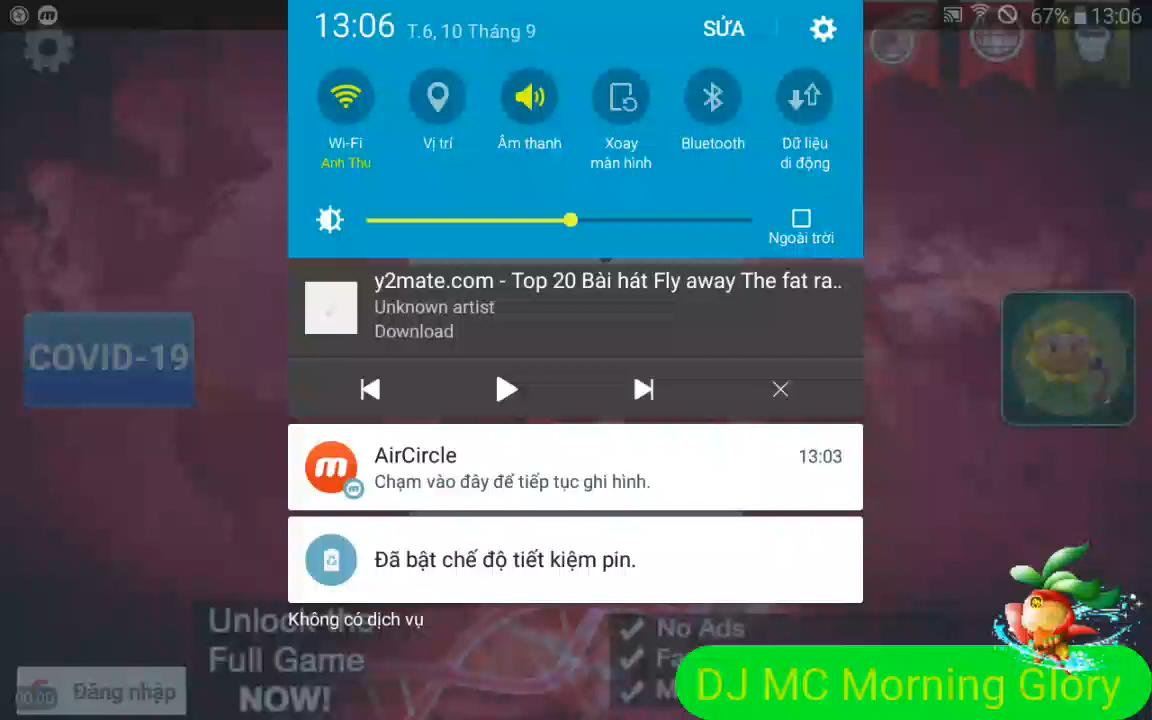 13:06 T.6, 10 Tháng 9 SỬA
67% 13:06
Wi-Fi
Anh Thu
Vị trí
Âm thanh
Xoay
màn hình
Bluetooth
Dữ liệu
di động
Ngoài trời
y2mate.com - Top 20 Bài hát Fly away The fat ra..
Unknown artist
Download
COVID-19
AirCircle 13:03
Chạm vào đây để tiếp tục ghi hình.
Đã bật chế độ tiết kiệm pin.
Không có dịch vụ
Unlock the
Full Game
NOW!
No Ads
00:00 Đăng nhập
DJ MC Morning Glory